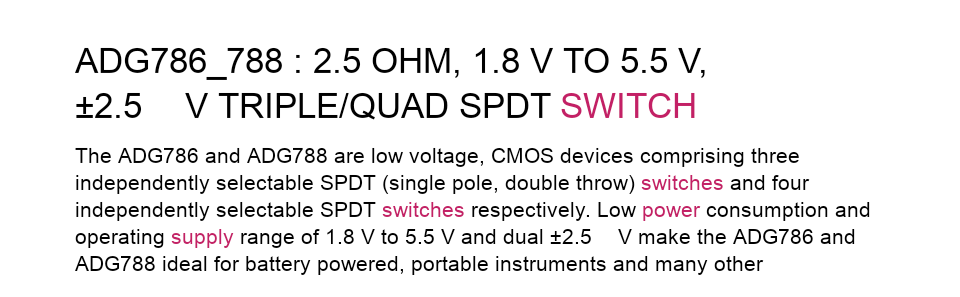 ADG786_788 : 2.5 OHM, 1.8 V TO 5.5 V,
±2.5 V TRIPLE/QUAD SPDT SWITCH
The ADG786 and ADG788 are low voltage, CMOS devices comprising three
independently selectable SPDT (single pole, double throw) switches and four
independently selectable SPDT switches respectively. Low power consumption and
operating supply range of 1.8 V to 5.5 V and dual ±2.5 V make the ADG786 and
ADG788 ideal for battery powered, portable instruments and many other